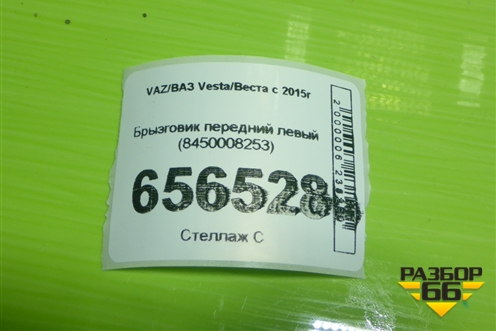 VAZ/ВАЗ Vesta/Веста с 2015г
Брызговик передний левый
(8450008253)
656528
Стеллаж С
РАЗБОР
66